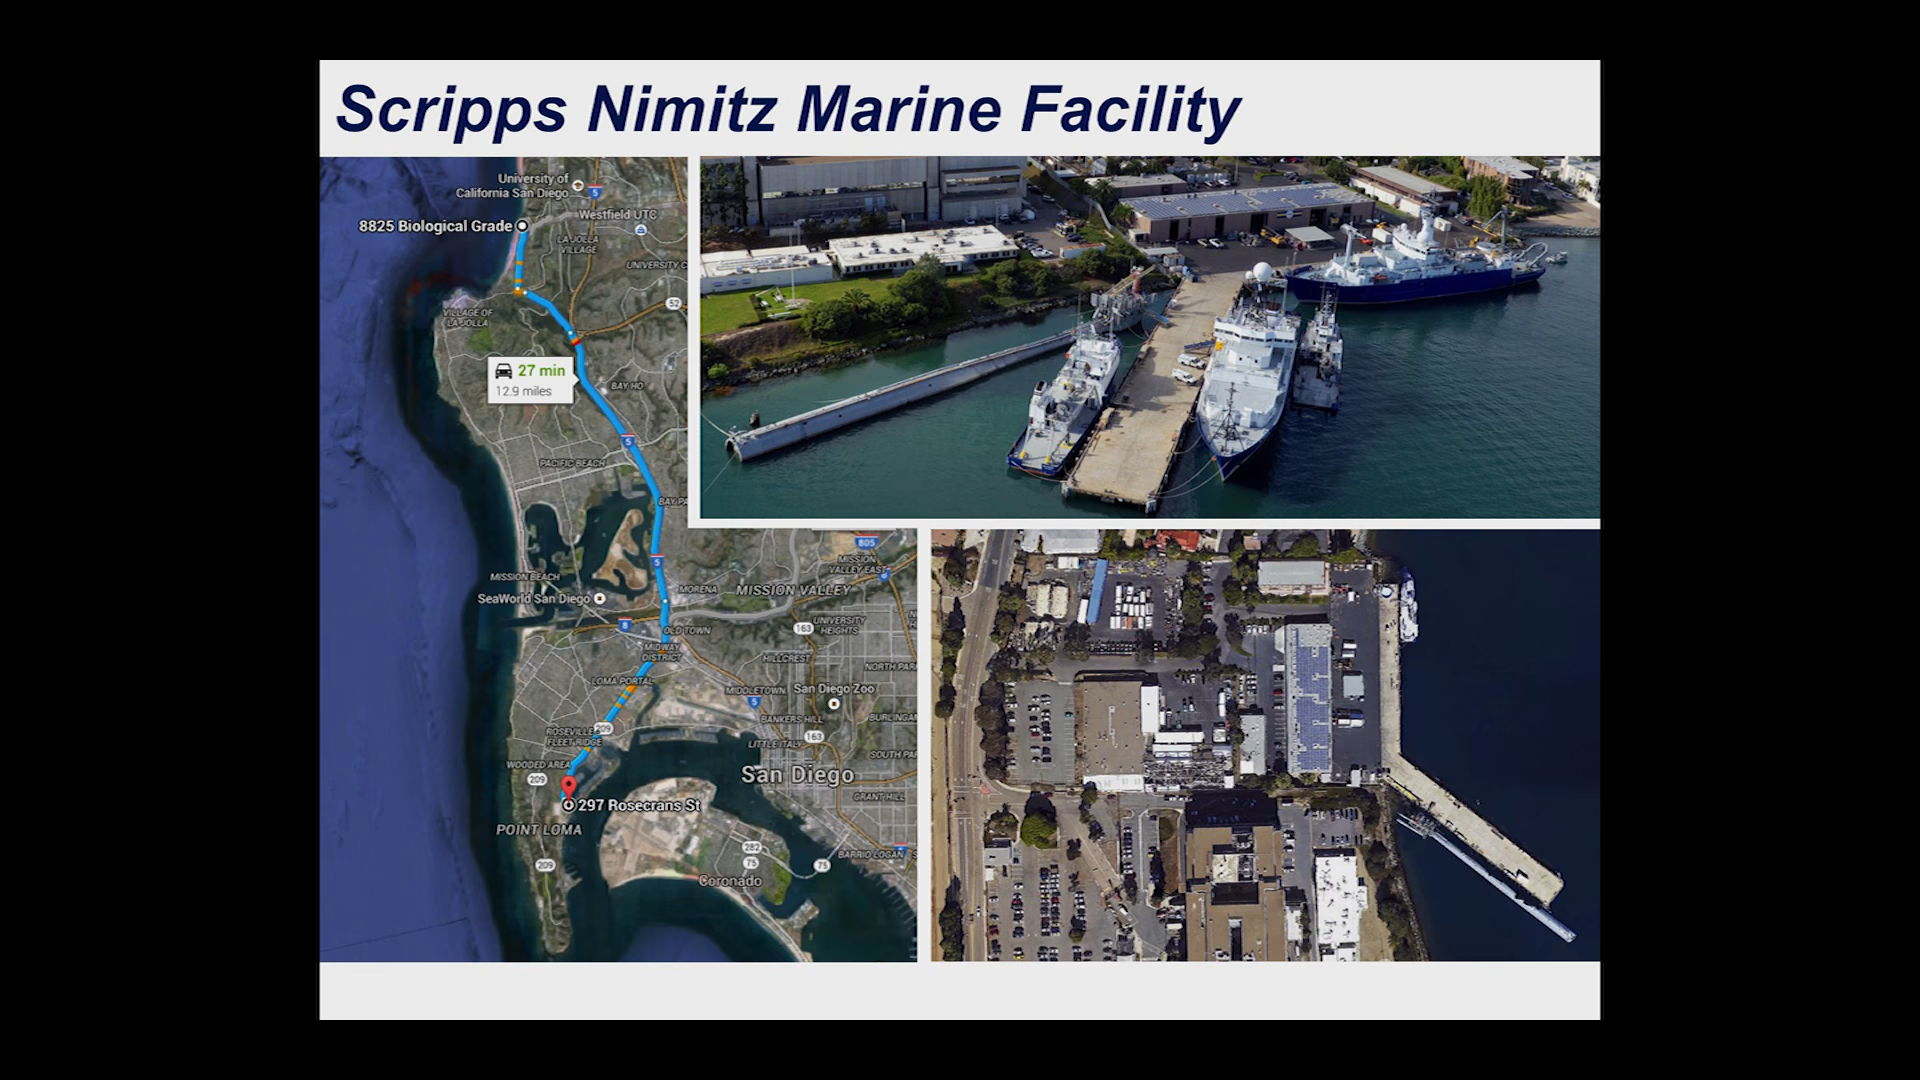 Scripps Nimitz Marine Facility
University of
California San Diego
5
8825 Biological Grade
Westfield UTC
LA JOLLA
VILLAGE
UNIVERSITY C
52
VILLAGE OF
LA JOLLA
27 min
12.9 miles
BAY HO
5
PACIFIC BEACH
BAY PA
805
MISSION
VALLEY EAST
5
MISSION BEACH
MORENA
MISSION VALLEY
SeaWorld San Diego
8
163
UNIVERSITY
HEIGHTS
OLD TOWN
MIDWAY
DISTRICT
HILLCREST
NORTH PAR
LOMA PORTAL
MIDDLETOWN
San Diego Zoo
5
BANKERS HILL
BURLINGAM
ROSEVILLE
FLEET RIDGE
209
163
LITTLE ITALY
SOUTH PA
WOODED AREA
209
San Diego
297 Rosecrans St
GRANT HILL
POINT LOMA
282
75
75
BARRIO LOGAN
S
209
Coronado